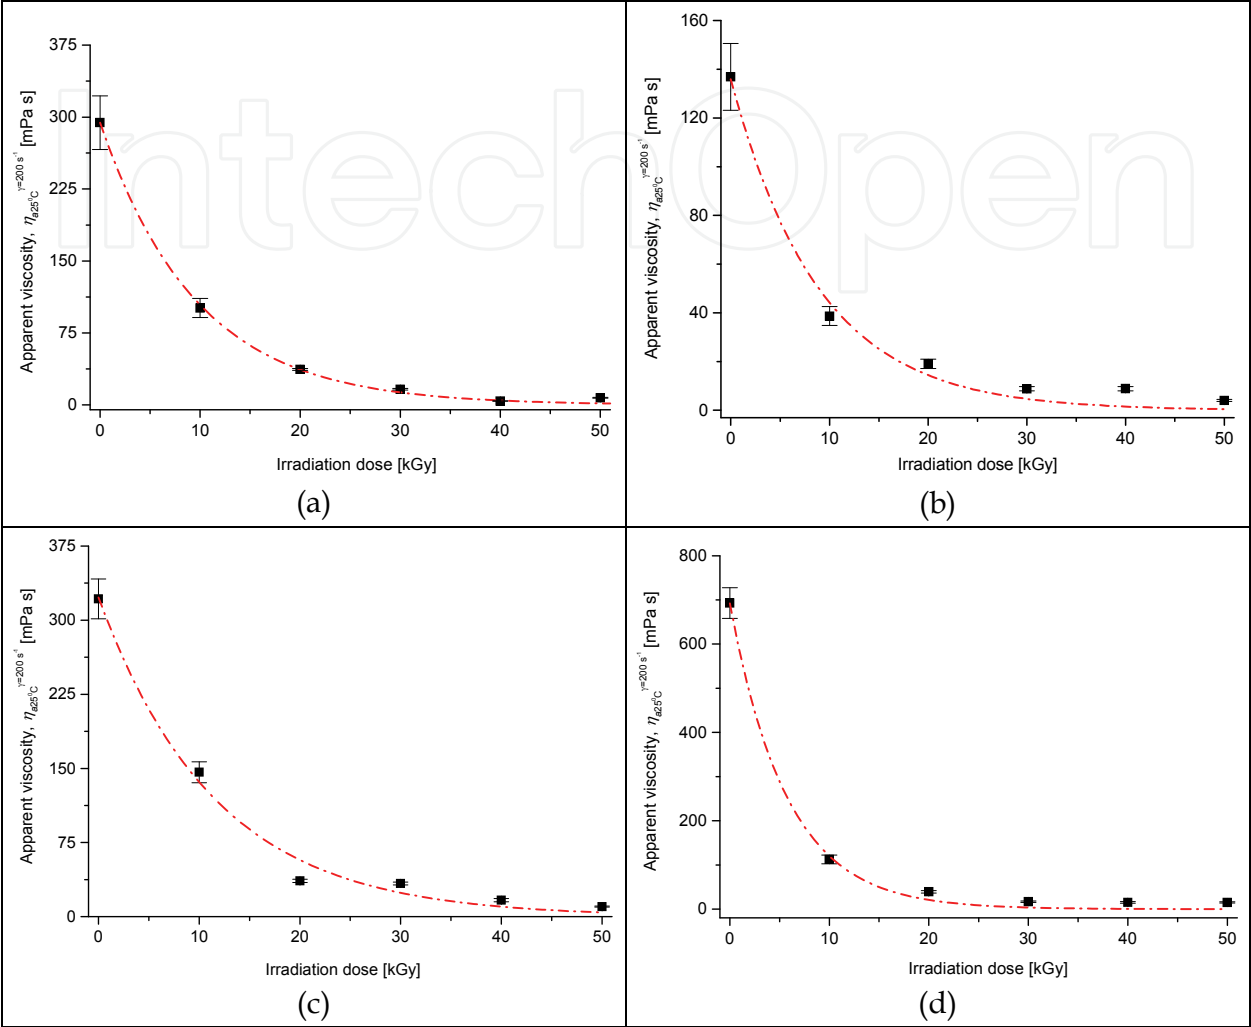 IntechOpen
375
300
225
150
75
0
0 10 20 30 40 50
Apparent viscosity, ηa25⁰C γ=200 s⁻¹ [mPa s]
Irradiation dose [kGy]
(a)
160
120
80
40
0
0 10 20 30 40 50
Apparent viscosity, ηa25⁰C γ=200 s⁻¹ [mPa s]
Irradiation dose [kGy]
(b)
375
300
225
150
75
0
0 10 20 30 40 50
Apparent viscosity, ηa25⁰C γ=200 s⁻¹ [mPa s]
Irradiation dose [kGy]
(c)
800
600
400
200
0
0 10 20 30 40 50
Apparent viscosity, ηa25⁰C γ=200 s⁻¹ [mPa s]
Irradiation dose [kGy]
(d)